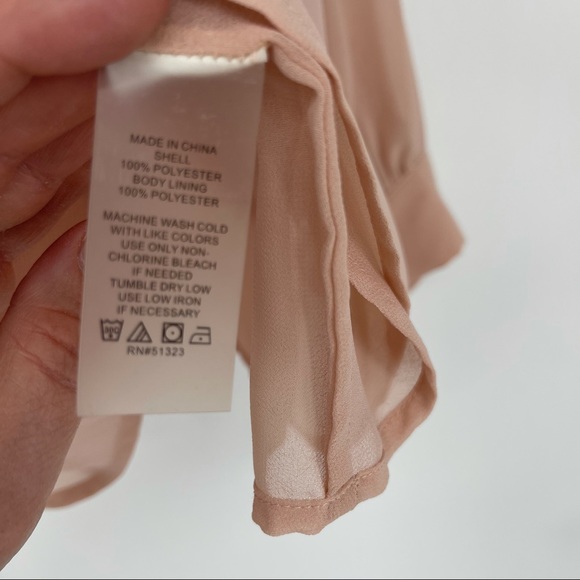 MADE IN CHINA
SHELL
100% POLYESTER
BODY LINING
100% POLYESTER
MACHINE WASH COLD
WITH LIKE COLORS
USE ONLY NON-
CHLORINE BLEACH
IF NEEDED
TUMBLE DRY LOW
USE LOW IRON
IF NECESSARY
RN#51323